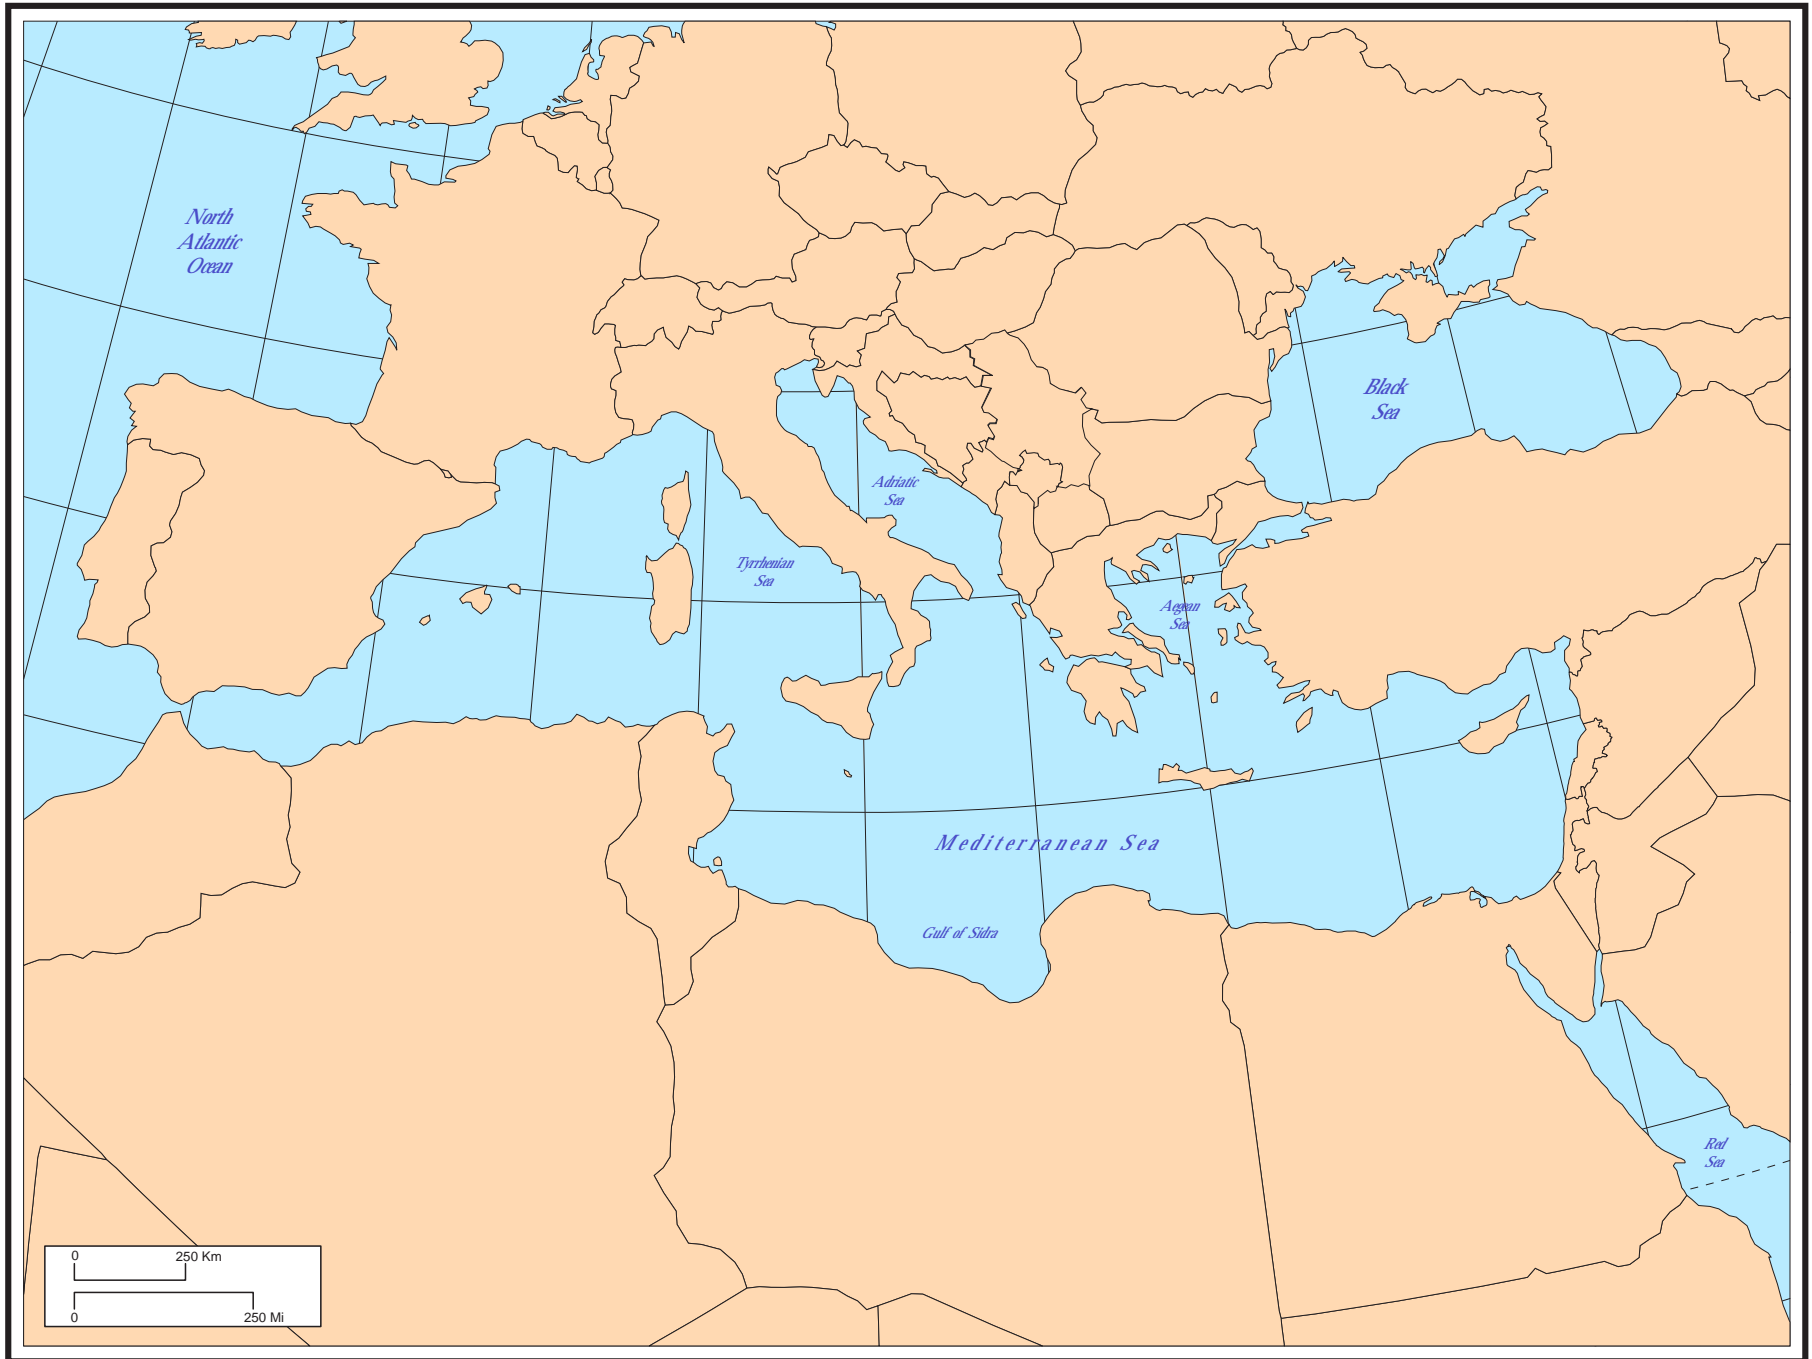 North
Atlantic
Ocean
Black
Sea
Adriatic
Sea
Tyrrhenian
Sea
Aegean
Sea
Mediterranean Sea
Gulf of Sidra
Red
Sea
0 250 Km
0 250 Mi